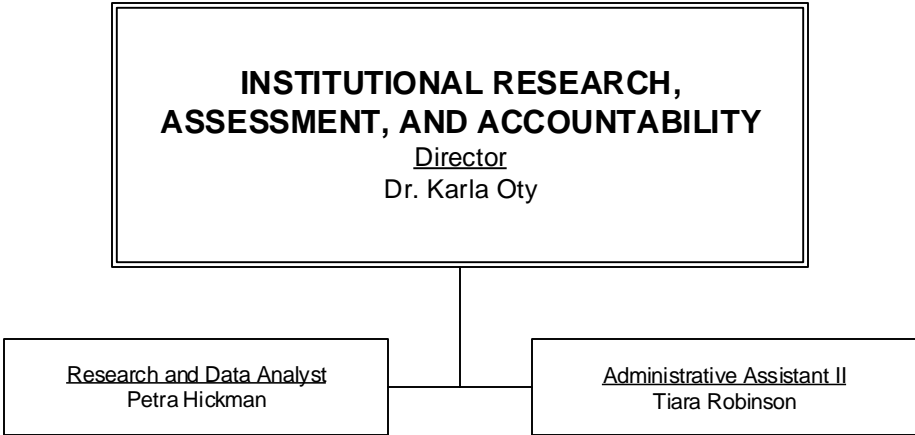 INSTITUTIONAL RESEARCH,
ASSESSMENT, AND ACCOUNTABILITY
Director
Dr. Karla Oty
Research and Data Analyst
Petra Hickman
Administrative Assistant II
Tiara Robinson